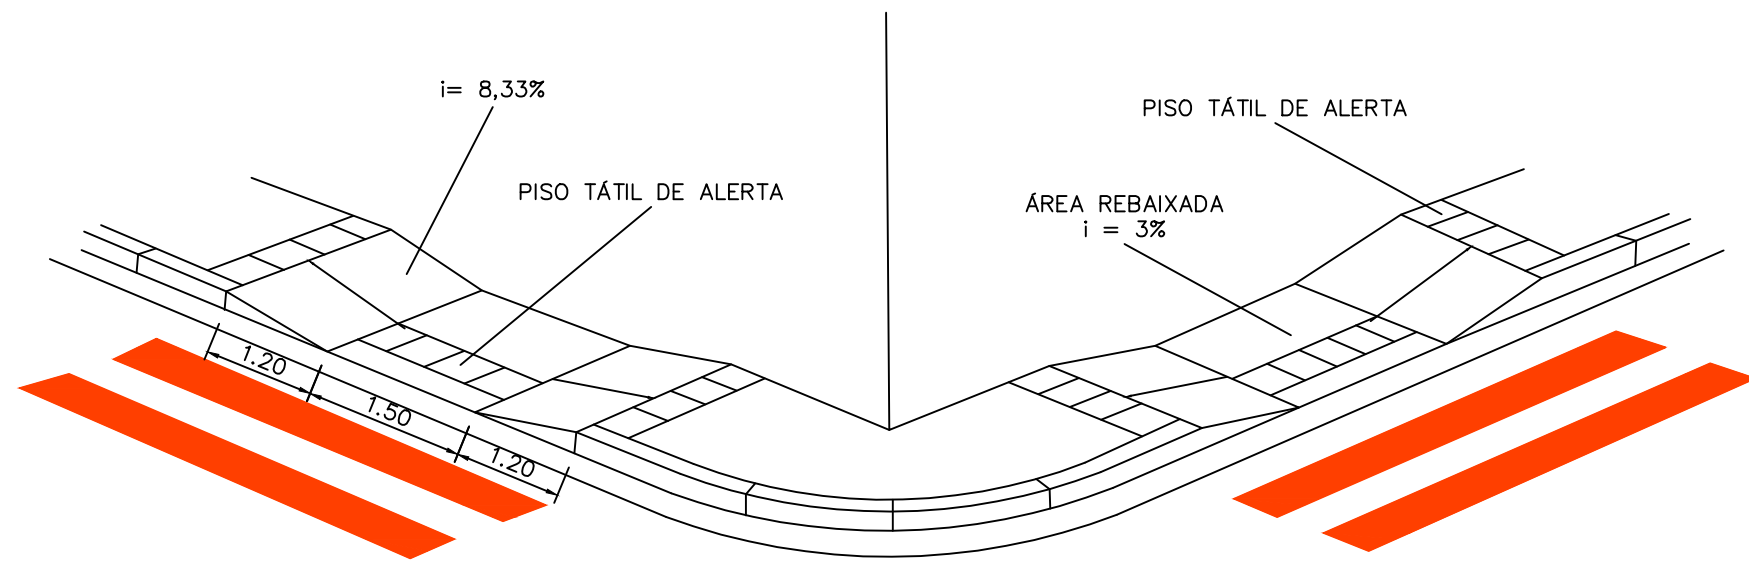 i= 8,33%
PISO TÁTIL DE ALERTA
PISO TÁTIL DE ALERTA
ÁREA REBAIXADA
i = 3%
1.20
1.50
1.20